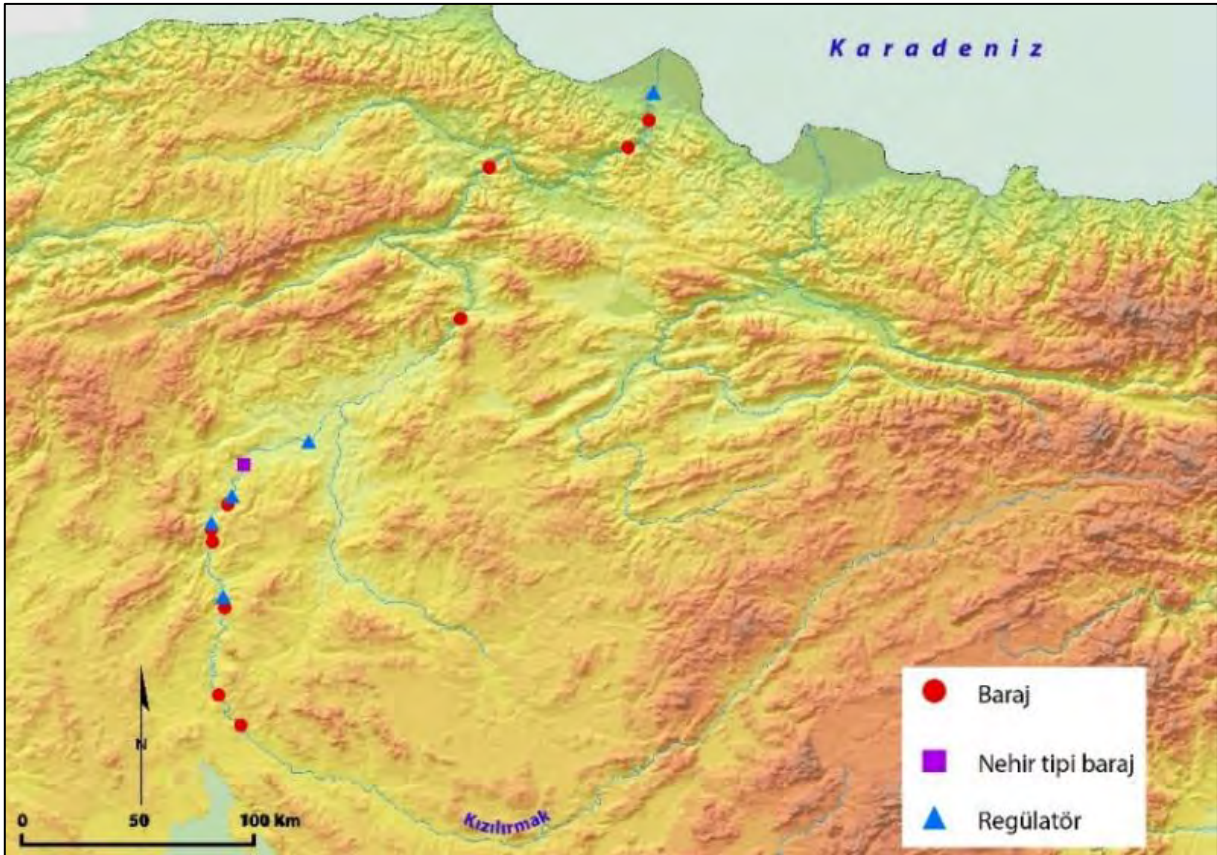 Karadeniz
Baraj
Nehir tipi baraj
Regülatör
Kızılırmak
N
0 50 100 Km